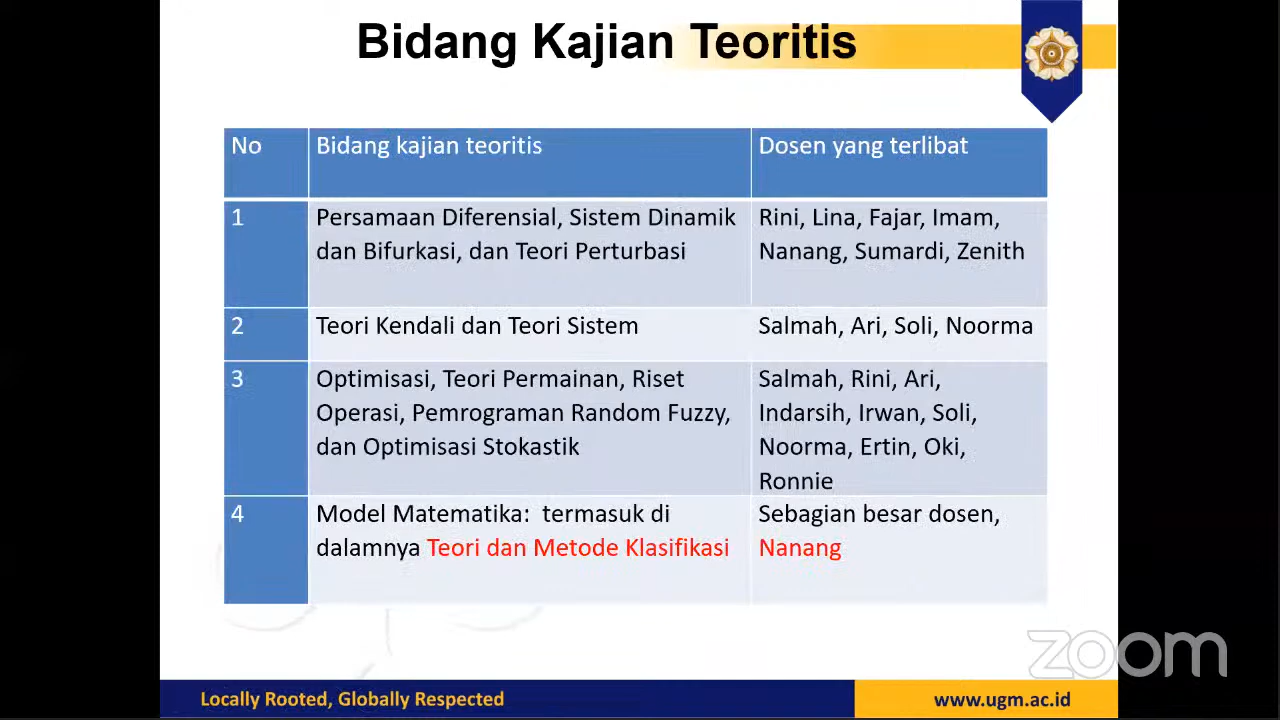 Bidang Kajian Teoritis
No
Bidang kajian teoritis
Dosen yang terlibat
1
Persamaan Diferensial, Sistem Dinamik
dan Bifurkasi, dan Teori Perturbasi
Rini, Lina, Fajar, Imam,
Nanang, Sumardi, Zenith
2
Teori Kendali dan Teori Sistem
Salmah, Ari, Soli, Noorma
3
Optimisasi, Teori Permainan, Riset
Operasi, Pemrograman Random Fuzzy,
dan Optimisasi Stokastik
Salmah, Rini, Ari,
Indarsih, Irwan, Soli,
Noorma, Ertin, Oki,
Ronnie
4
Model Matematika: termasuk di
dalamnya Teori dan Metode Klasifikasi
Sebagian besar dosen,
Nanang
zoom
Locally Rooted, Globally Respected
www.ugm.ac.id